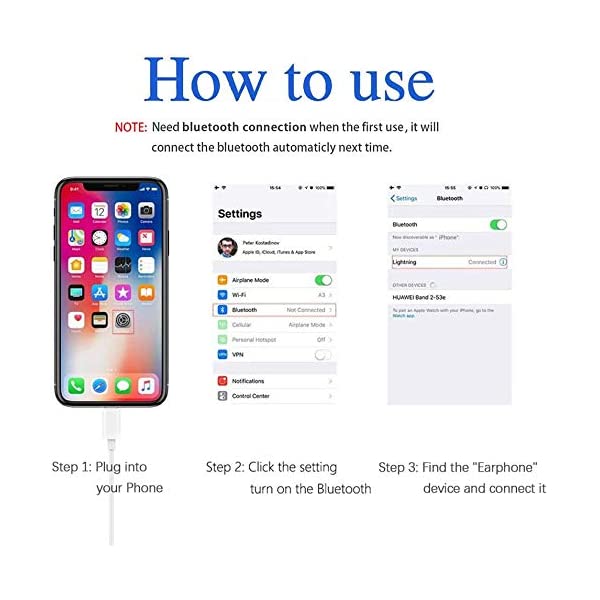 How to use
NOTE: Need bluetooth connection when the first use, it will
connect the bluetooth automaticly next time.
9:41
15:54
100%
Settings
Peter Kostadinov
Apple ID, iCloud, iTunes & App Store
Airplane Mode
Wi-Fi A3
Bluetooth Not Connected
Cellular Airplane Mode
Personal Hotspot Off
VPN
Notifications
Control Center
15:55
100%
Settings Bluetooth
Bluetooth
Now discoverable as " iPhone".
MY DEVICES
Lightning Connected
OTHER DEVICES
HUAWEI Band 2-53e
To pair an Apple Watch with your iPhone, go to the
Watch app.
Step 1: Plug into
your Phone
Step 2: Click the setting
turn on the Bluetooth
Step 3: Find the "Earphone"
device and connect it